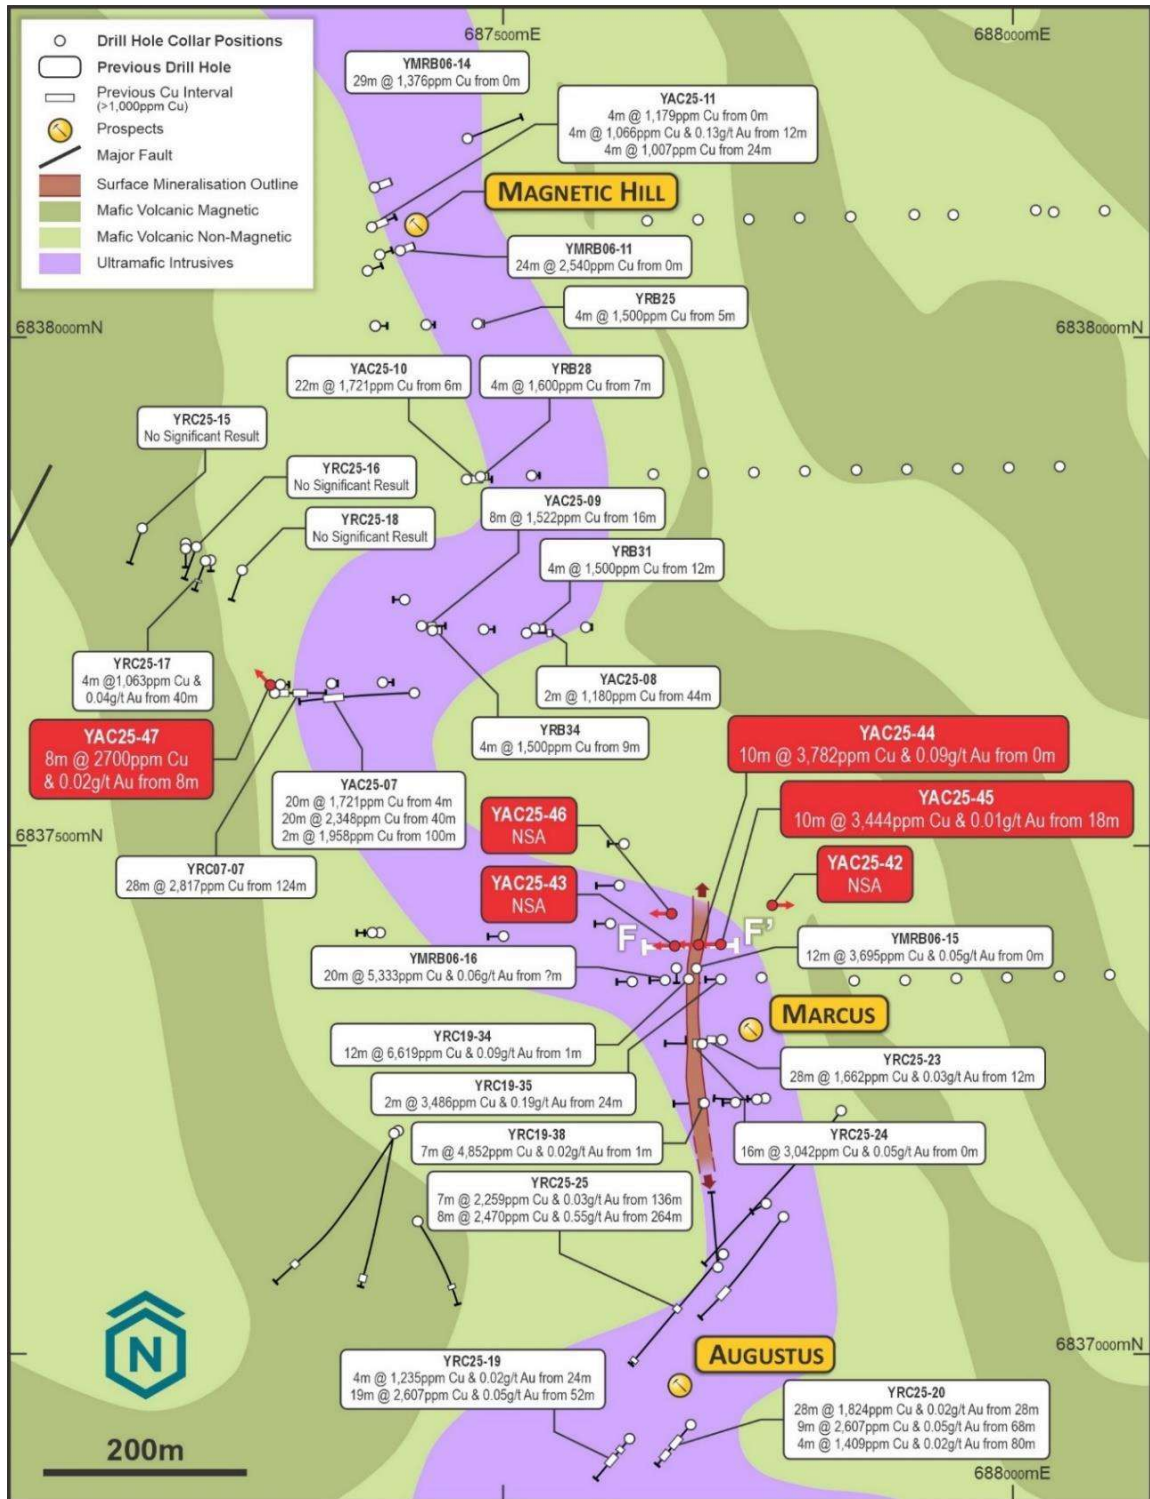 687500mE
688000mE
Drill Hole Collar Positions
Previous Drill Hole
Previous Cu Interval
(>1,000ppm Cu)
Prospects
Major Fault
Surface Mineralisation Outline
Mafic Volcanic Magnetic
Mafic Volcanic Non-Magnetic
Ultramafic Intrusives
YMRB06-14
29m @ 1,376ppm Cu from 0m
YAC25-11
4m @ 1,179ppm Cu from 0m
4m @ 1,066ppm Cu & 0.13g/t Au from 12m
4m @ 1,007ppm Cu from 24m
MAGNETIC HILL
YMRB06-11
24m @ 2,540ppm Cu from 0m
YRB25
4m @ 1,500ppm Cu from 5m
6838000mN
6838000mN
YAC25-10
22m @ 1,721ppm Cu from 6m
YRB28
4m @ 1,600ppm Cu from 7m
YRC25-15
No Significant Result
YRC25-16
No Significant Result
YRC25-18
No Significant Result
YAC25-09
8m @ 1,522ppm Cu from 16m
YRB31
4m @ 1,500ppm Cu from 12m
YRC25-17
4m @1,063ppm Cu &
0.04g/t Au from 40m
YAC25-08
2m @ 1,180ppm Cu from 44m
YRB34
4m @ 1,500ppm Cu from 9m
YAC25-47
8m @ 2700ppm Cu
& 0.02g/t Au from 8m
YAC25-07
20m @ 1,721ppm Cu from 4m
20m @ 2,348ppm Cu from 40m
2m @ 1,958ppm Cu from 100m
YAC25-44
10m @ 3,782ppm Cu & 0.09g/t Au from 0m
YAC25-45
10m @ 3,444ppm Cu & 0.01g/t Au from 18m
6837500mN
YAC25-46
NSA
YRC07-07
28m @ 2,817ppm Cu from 124m
YAC25-43
NSA
YAC25-42
NSA
F
F'
YMRB06-15
12m @ 3,695ppm Cu & 0.05g/t Au from 0m
YMRB06-16
20m @ 5,333ppm Cu & 0.06g/t Au from ?m
MARCUS
YRC19-34
12m @ 6,619ppm Cu & 0.09g/t Au from 1m
YRC25-23
28m @ 1,662ppm Cu & 0.03g/t Au from 12m
YRC19-35
2m @ 3,486ppm Cu & 0.19g/t Au from 24m
YRC19-38
7m @ 4,852ppm Cu & 0.02g/t Au from 1m
YRC25-24
16m @ 3,042ppm Cu & 0.05g/t Au from 0m
YRC25-25
7m @ 2,259ppm Cu & 0.03g/t Au from 136m
8m @ 2,470ppm Cu & 0.55g/t Au from 264m
N
6837000mN
AUGUSTUS
YRC25-19
4m @ 1,235ppm Cu & 0.02g/t Au from 24m
19m @ 2,607ppm Cu & 0.05g/t Au from 52m
YRC25-20
28m @ 1,824ppm Cu & 0.02g/t Au from 28m
9m @ 2,607ppm Cu & 0.05g/t Au from 68m
4m @ 1,409ppm Cu & 0.02g/t Au from 80m
200m
688000mE